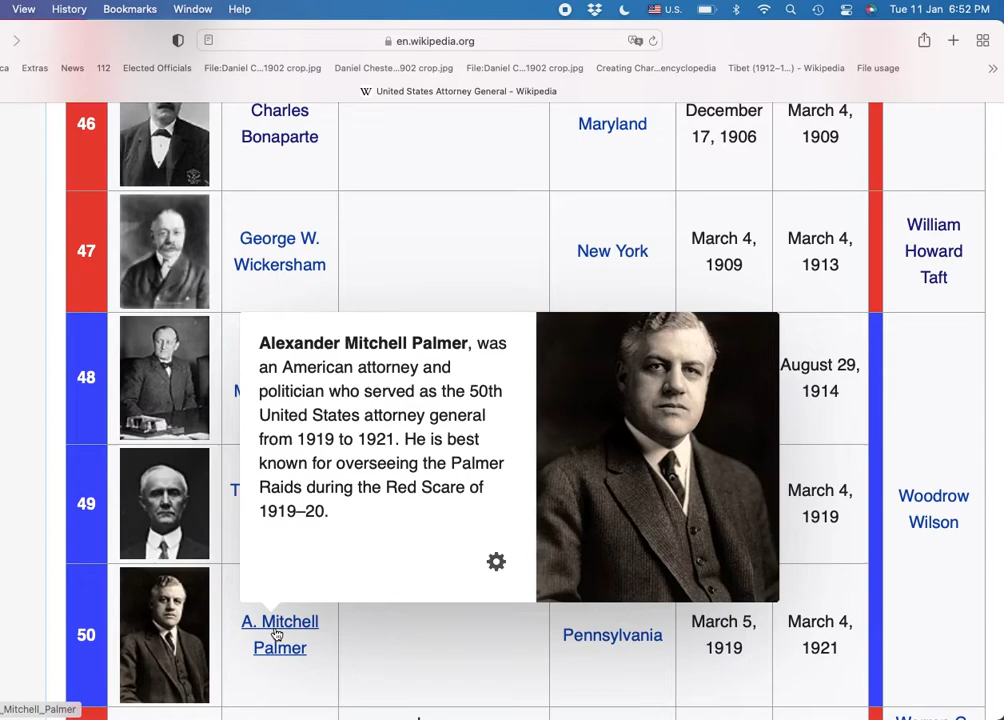 View History Bookmarks Window Help U.S. Tue 11 Jan 6:52 PM
en.wikipedia.org
ca Extras News 112 Elected Officials File:Daniel C...1902 crop.jpg Daniel Cheste...902 crop.jpg File:Daniel C...1902 crop.jpg Creating Char...encyclopedia Tibet (1912–1...) - Wikipedia File usage
W United States Attorney General - Wikipedia
46
Charles
Bonaparte
Maryland
December
17, 1906
March 4,
1909
47
George W.
Wickersham
New York
March 4,
1909
March 4,
1913
William
Howard
Taft
48
M
August 29,
1914
Alexander Mitchell Palmer, was
an American attorney and
politician who served as the 50th
United States attorney general
from 1919 to 1921. He is best
known for overseeing the Palmer
Raids during the Red Scare of
1919–20.
49
T
March 4,
1919
Woodrow
Wilson
50
A. Mitchell
Palmer
Pennsylvania
March 5,
1919
March 4,
1921
_Mitchell_Palmer